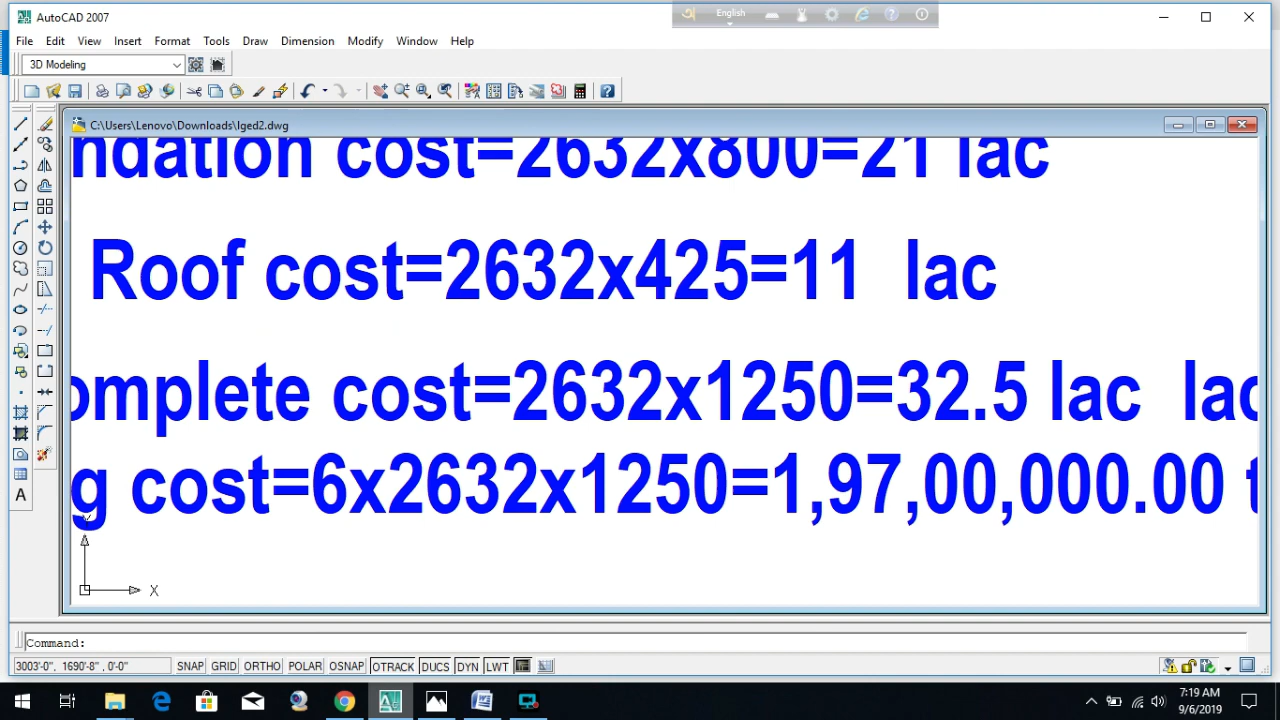 AutoCAD 2007
English
File Edit View Insert Format Tools Draw Dimension Modify Window Help
3D Modeling
C:\Users\Lenovo\Downloads\lged2.dwg
ndation cost=2632x800=21 lac
Roof cost=2632x425=11 lac
omplete cost=2632x1250=32.5 lac lac
g cost=6x2632x1250=1,97,00,000.00 t
X
Command:
3003'-0", 1690'-8" , 0'-0" SNAP GRID ORTHO POLAR OSNAP OTRACK DUCS DYN LWT
7:19 AM
9/6/2019